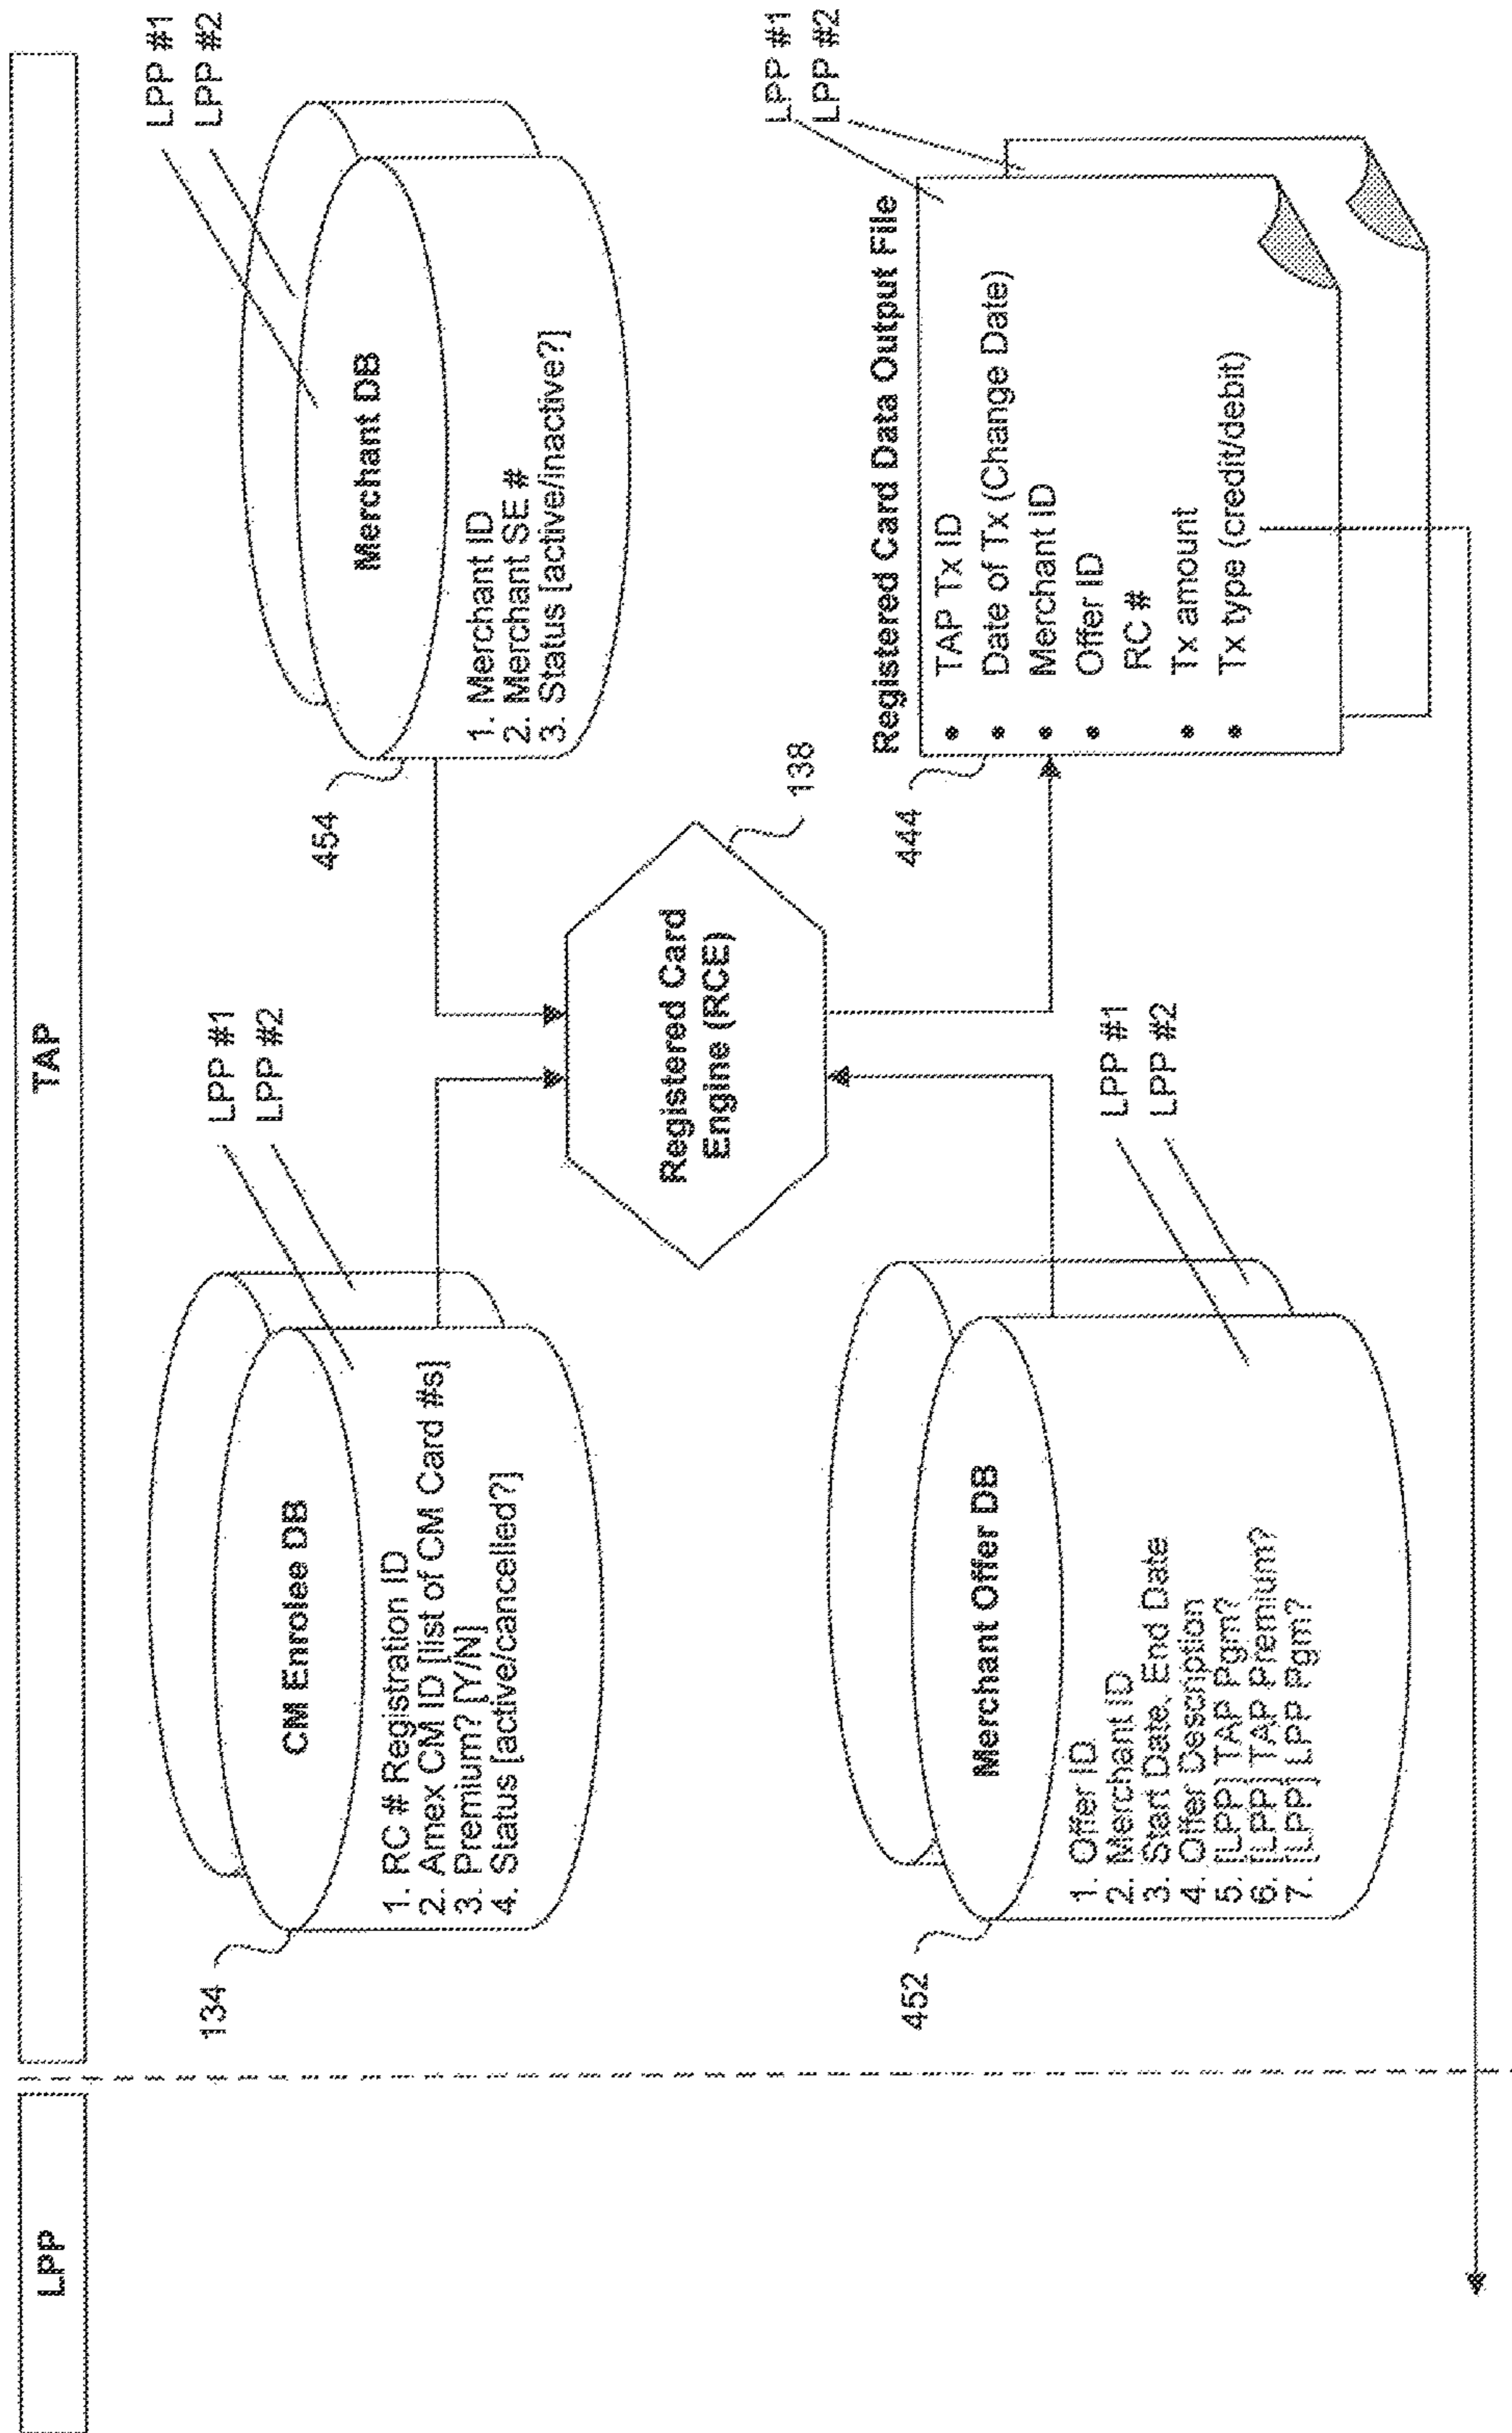 LPP
TAP
134
CM Enrolee DB
1. RC # Registration ID
2. Amex CM ID [list of CM Card #s]
3. Premium? [Y/N]
4. Status [active/cancelled?]
LPP #1
LPP #2
454
Merchant DB
1. Merchant ID
2. Merchant SE #
3. Status [active/inactive?]
LPP #1
LPP #2
Registered Card
Engine (RCE)
138
452
Merchant Offer DB
1. Offer ID
2. Merchant ID
3. Start Date, End Date
4. Offer Description
5. [LPP] TAP Pgm?
6. [LPP] TAP Premium?
7. [LPP] LPP Pgm?
LPP #1
LPP #2
444
Registered Card Data Output File
• TAP Tx ID
• Date of Tx (Change Date)
• Merchant ID
• Offer ID
RC #
• Tx amount
• Tx type (credit/debit)
LPP #1
LPP #2